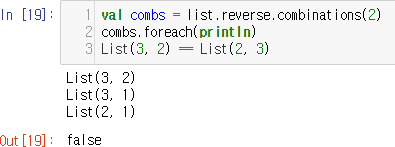 In [19]:
1 val combs = list.reverse.combinations(2)
2 combs.foreach(println)
3 List(3, 2) == List(2, 3)
List(3, 2)
List(3, 1)
List(2, 1)
Out[19]: false